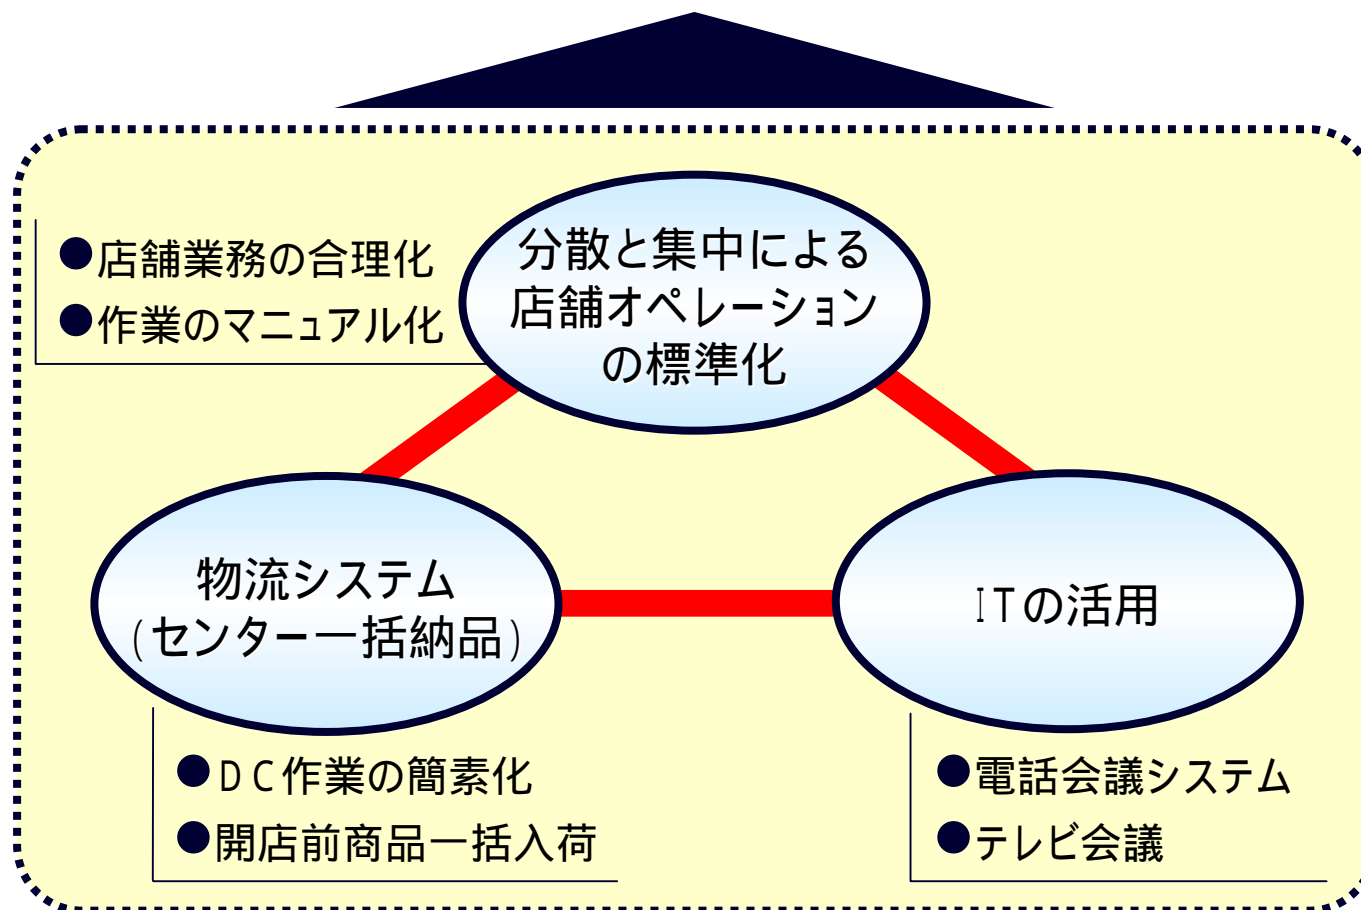 ●店舗業務の合理化
●作業のマニュアル化
分散と集中による
店舗オペレーション
の標準化
物流システム
(センター一括納品)
ITの活用
●DC作業の簡素化
●開店前商品一括入荷
●電話会議システム
●テレビ会議